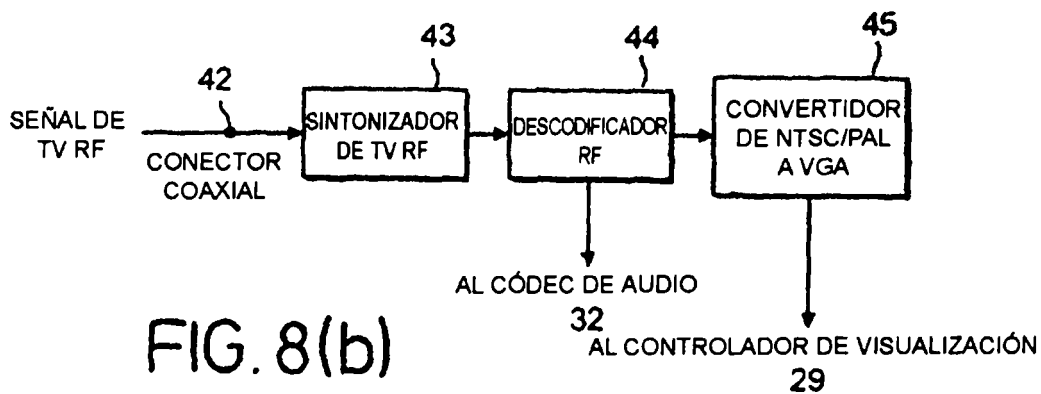 SEÑAL DE
TV RF
42
CONECTOR
COAXIAL
43
SINTONIZADOR
DE TV RF
44
DESCODIFICADOR
RF
45
CONVERTIDOR
DE NTSC/PAL
A VGA
AL CÓDEC DE AUDIO
32
AL CONTROLADOR DE VISUALIZACIÓN
29
FIG. 8(b)